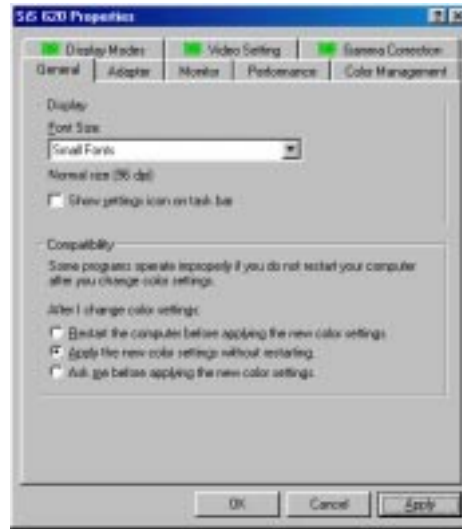 SiS 620 Properties
Display Modes
Video Setting
Gamma Correction
General
Adapter
Monitor
Performance
Color Management
Display
Font Size
Small Fonts
Normal size (96 dpi)
Show settings icon on task bar
Compatibility
Some programs operate improperly if you do not restart your computer
after you change color settings.
After I change color settings:
Restart the computer before applying the new color settings
Apply the new color settings without restarting.
Ask me before applying the new color settings
OK
Cancel
Apply